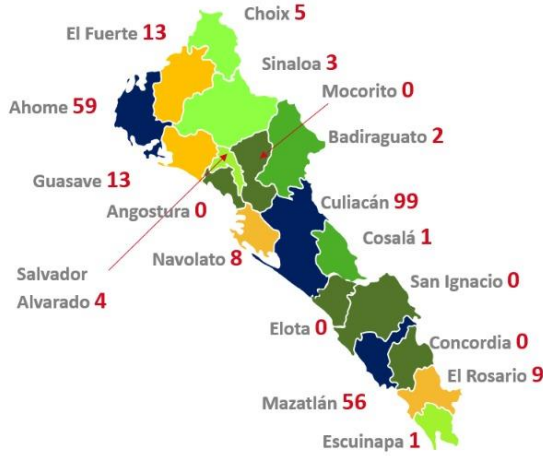 Choix 5
El Fuerte 13
Sinaloa 3
Mocorito 0
Ahome 59
Badiraguato 2
Guasave 13
Culiacán 99
Angostura 0
Cosalá 1
Navolato 8
Salvador
Alvarado 4
San Ignacio 0
Elota 0
Concordia 0
El Rosario 9
Mazatlán 56
Escuinapa 1